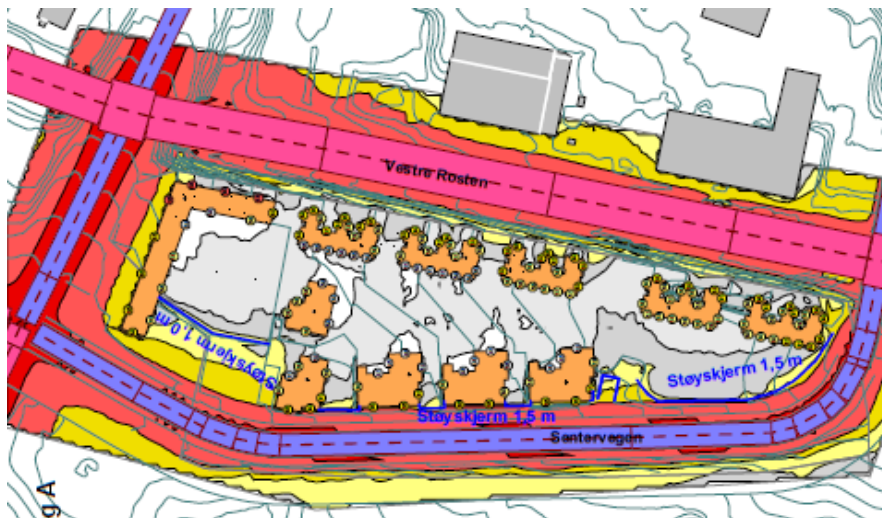 Vestre Rosten
Støyskjerm 1,0 m
Støyskjerm 1,5 m
Støyskjerm 1,5 m
Sentervegen
g A